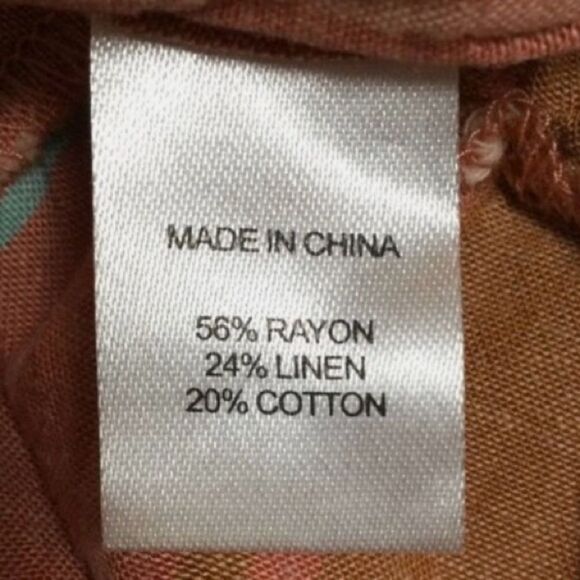 MADE IN CHINA
56% RAYON
24% LINEN
20% COTTON